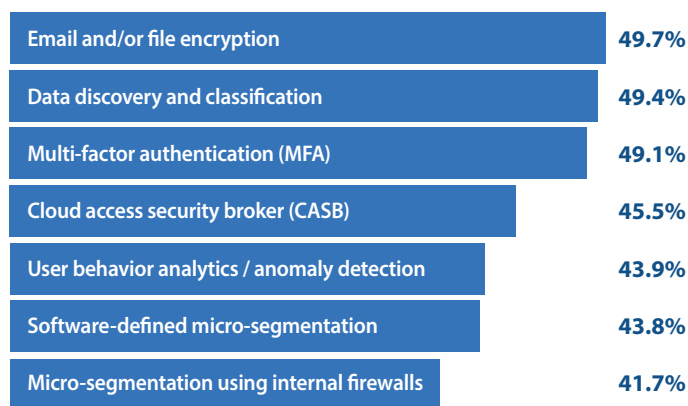 Email and/or file encryption 49.7%
Data discovery and classification 49.4%
Multi-factor authentication (MFA) 49.1%
Cloud access security broker (CASB) 45.5%
User behavior analytics / anomaly detection 43.9%
Software-defined micro-segmentation 43.8%
Micro-segmentation using internal firewalls 41.7%